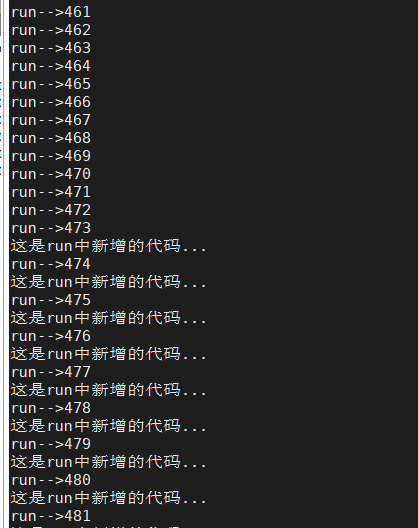 run-->461
run-->462
run-->463
run-->464
run-->465
run-->466
run-->467
run-->468
run-->469
run-->470
run-->471
run-->472
run-->473
这是run中新增的代码...
run-->474
这是run中新增的代码...
run-->475
这是run中新增的代码...
run-->476
这是run中新增的代码...
run-->477
这是run中新增的代码...
run-->478
这是run中新增的代码...
run-->479
这是run中新增的代码...
run-->480
这是run中新增的代码...
run-->481